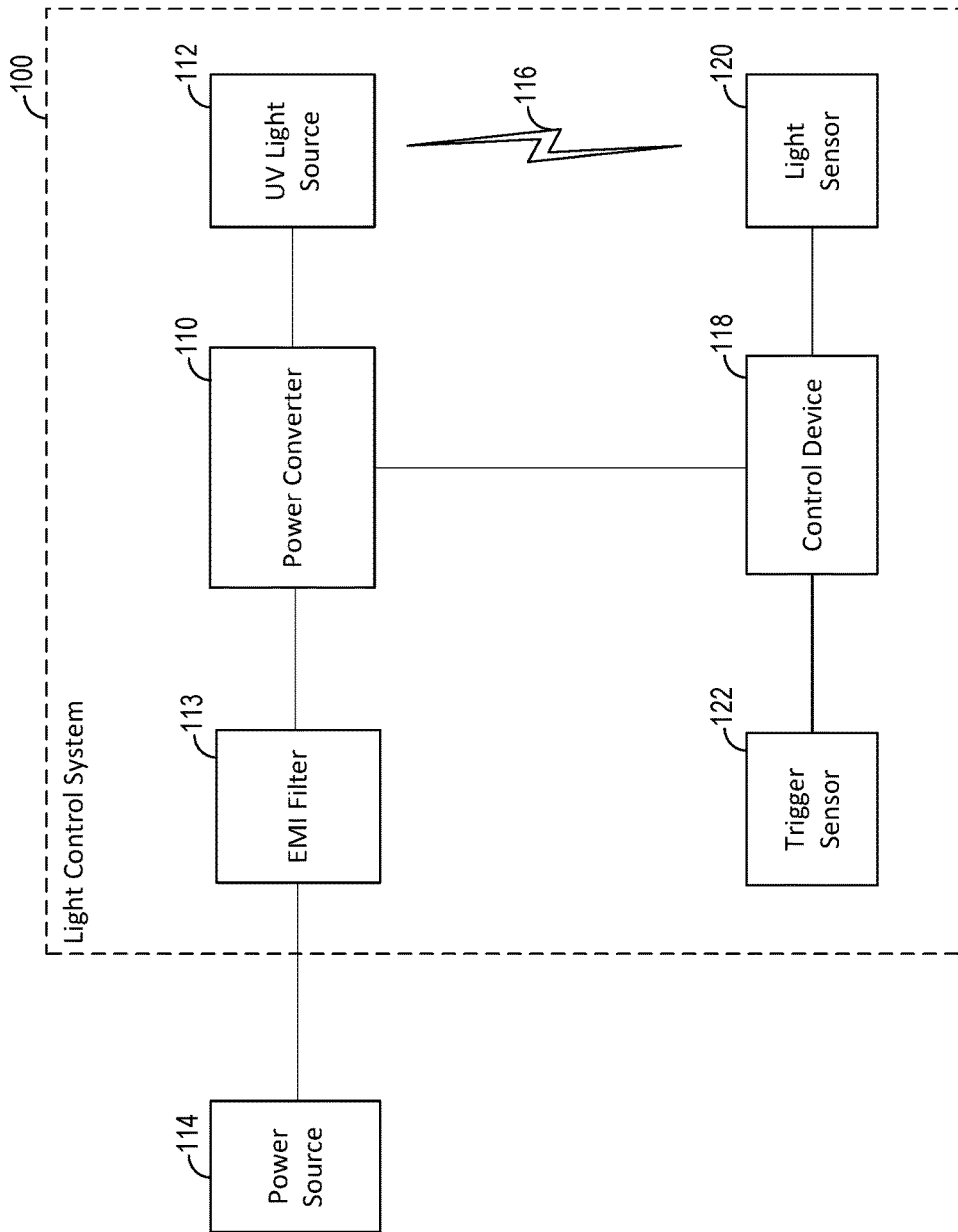 100
Light Control System
114
Power
Source
113
EMI Filter
110
Power Converter
112
UV Light
Source
116
122
Trigger
Sensor
118
Control Device
120
Light
Sensor